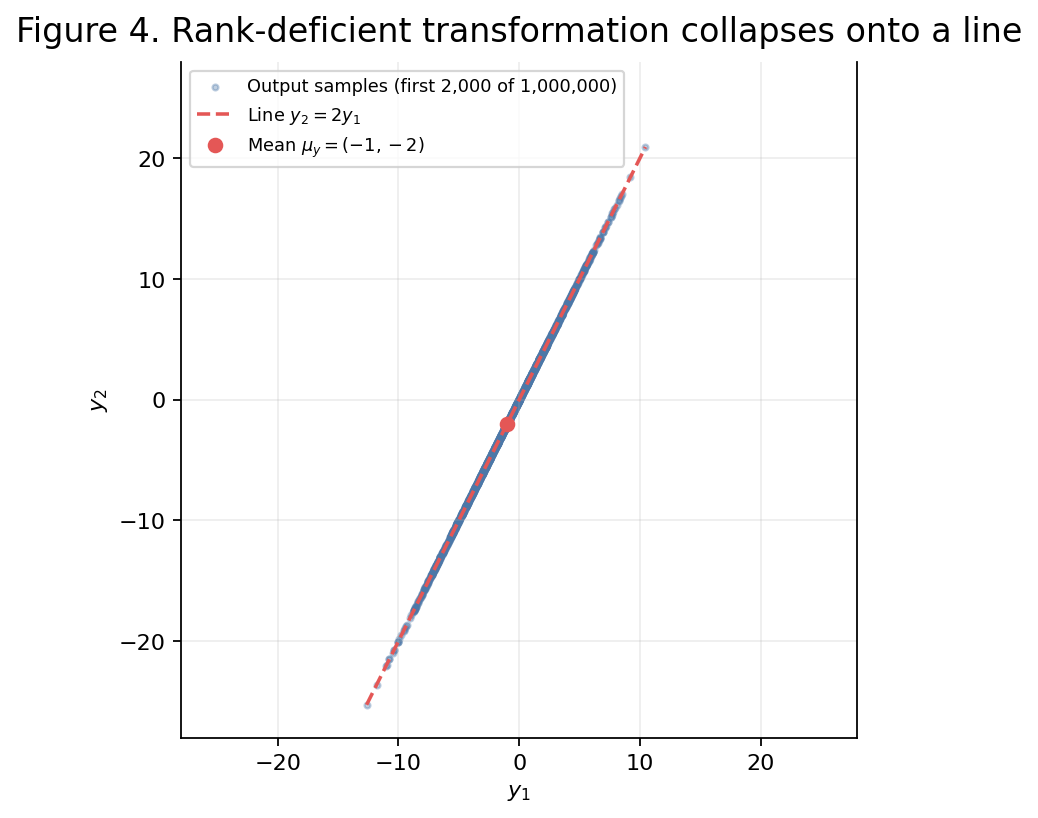 Figure 4. Rank-deficient transformation collapses onto a line
Output samples (first 2,000 of 1,000,000)
Line y₂ = 2y₁
Mean μᵧ = (−1, −2)
20
10
0
−10
−20
y₂
−20
−10
0
10
20
y₁